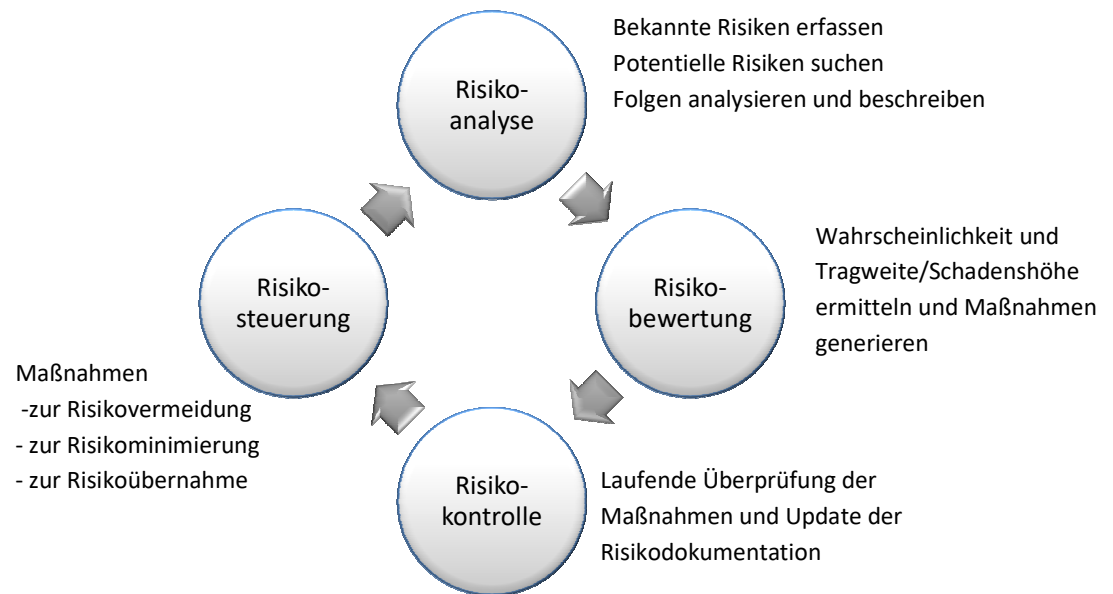 Risiko-
analyse
Bekannte Risiken erfassen
Potentielle Risiken suchen
Folgen analysieren und beschreiben
Risiko-
bewertung
Wahrscheinlichkeit und
Tragweite/Schadenshöhe
ermitteln und Maßnahmen
generieren
Risiko-
kontrolle
Laufende Überprüfung der
Maßnahmen und Update der
Risikodokumentation
Risiko-
steuerung
Maßnahmen
-zur Risikovermeidung
- zur Risikominimierung
- zur Risikoübernahme